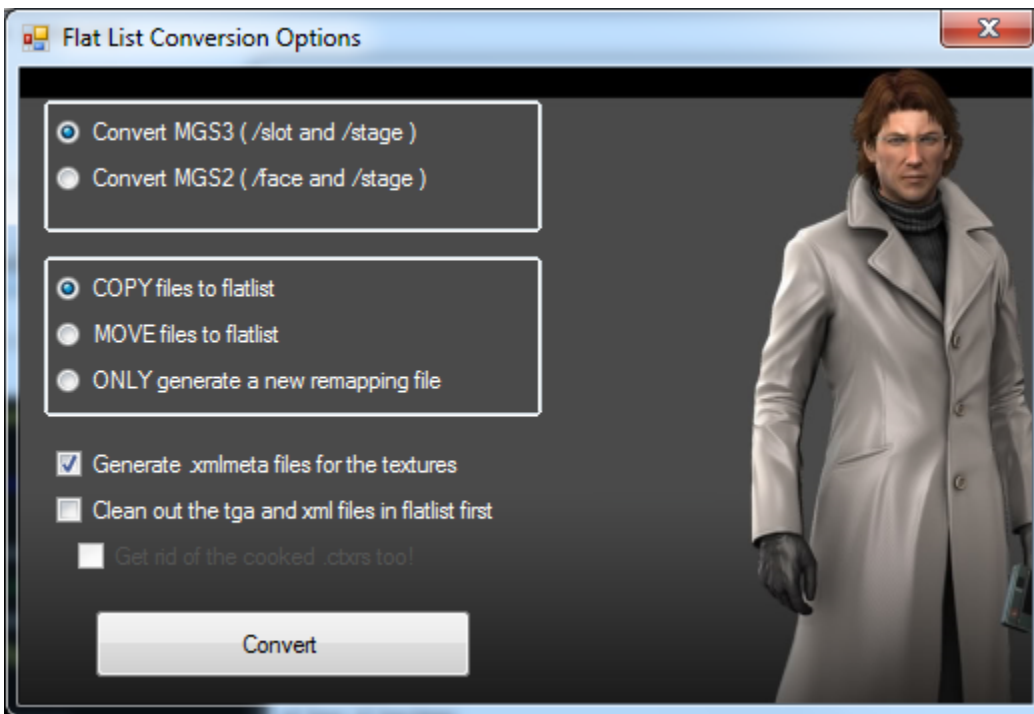 Flat List Conversion Options
Convert MGS3 ( /slot and /stage )
Convert MGS2 ( /face and /stage )
COPY files to flatlist
MOVE files to flatlist
ONLY generate a new remapping file
Generate .xmlmeta files for the textures
Clean out the tga and xml files in flatlist first
Get rid of the cooked .ctxrs too!
Convert